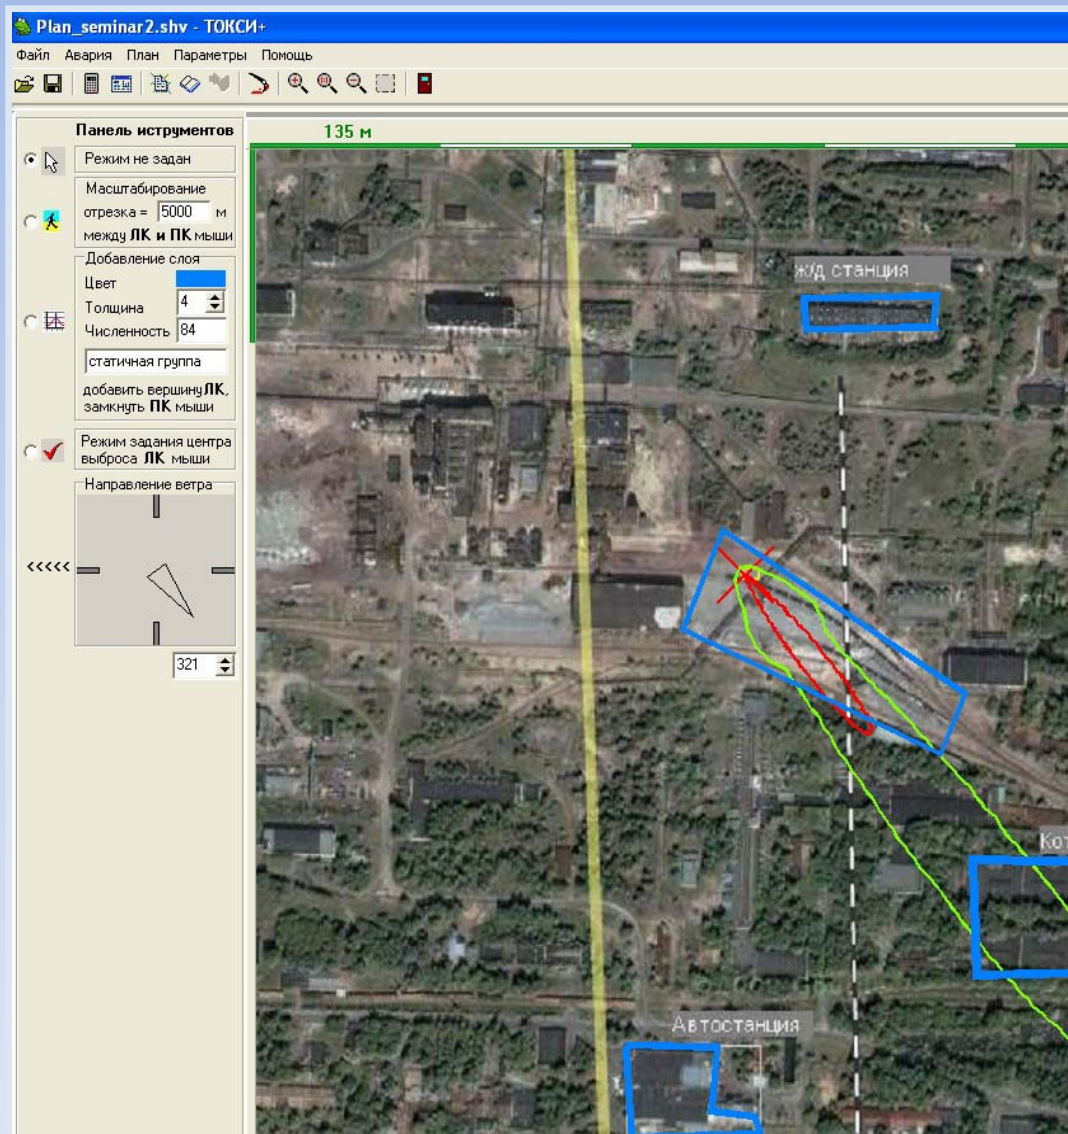 Plan_seminar2.shv - ТОКСИ+
Файл Авария План Параметры Помощь
Панель иструментов
135 м
Режим не задан
Масштабирование
отрезка = 5000 м
между ЛК и ПК мыши
Добавление слоя
Цвет
Толщина 4
Численность 84
статичная группа
добавить вершину ЛК,
замкнуть ПК мыши
Режим задания центра
выброса ЛК мыши
Направление ветра
<<<<<
321
ж/д станция
Кот
Автостанция